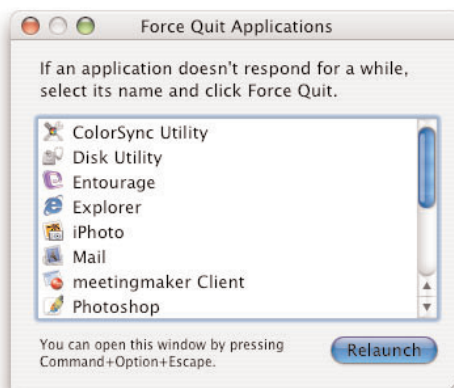 Force Quit Applications
If an application doesn't respond for a while,
select its name and click Force Quit.
ColorSync Utility
Disk Utility
Entourage
Explorer
iPhoto
Mail
meetingmaker Client
Photoshop
You can open this window by pressing
Command+Option+Escape.
Relaunch